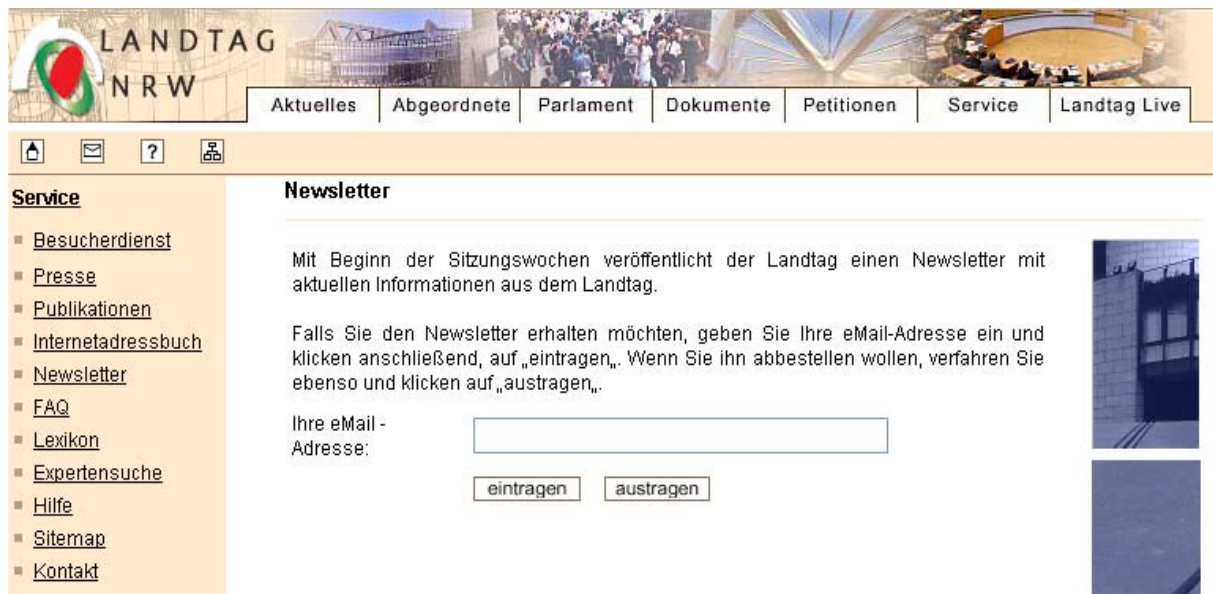 LANDTAG
NRW
Aktuelles Abgeordnete Parlament Dokumente Petitionen Service Landtag Live
?
Service
Besucherdienst
Presse
Publikationen
Internetadressbuch
Newsletter
FAQ
Lexikon
Expertensuche
Hilfe
Sitemap
Kontakt
Newsletter
Mit Beginn der Sitzungswochen veröffentlicht der Landtag einen Newsletter mit
aktuellen Informationen aus dem Landtag.
Falls Sie den Newsletter erhalten möchten, geben Sie Ihre eMail-Adresse ein und
klicken anschließend, auf „eintragen„. Wenn Sie ihn abbestellen wollen, verfahren Sie
ebenso und klicken auf „austragen„.
Ihre eMail -
Adresse:
eintragen austragen